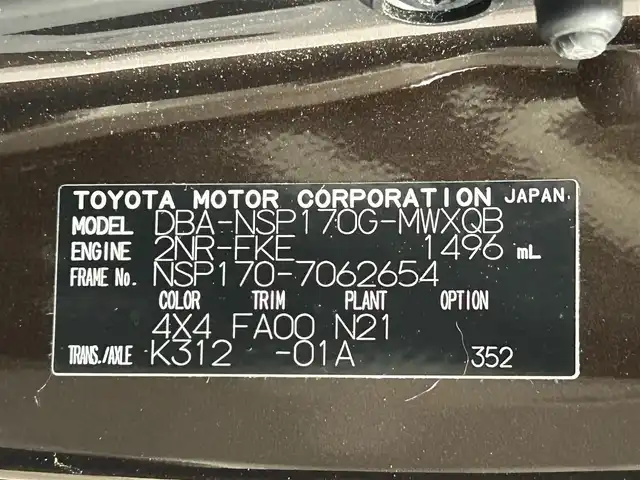 TOYOTA MOTOR CORPORATION JAPAN
MODEL DBA-NSP170G-MWXQB
ENGINE 2NR-FKE 1496 mL
FRAME No. NSP170-7062654
COLOR TRIM PLANT OPTION
4X4 FA00 N21
TRANS./AXLE K312 -01A 352